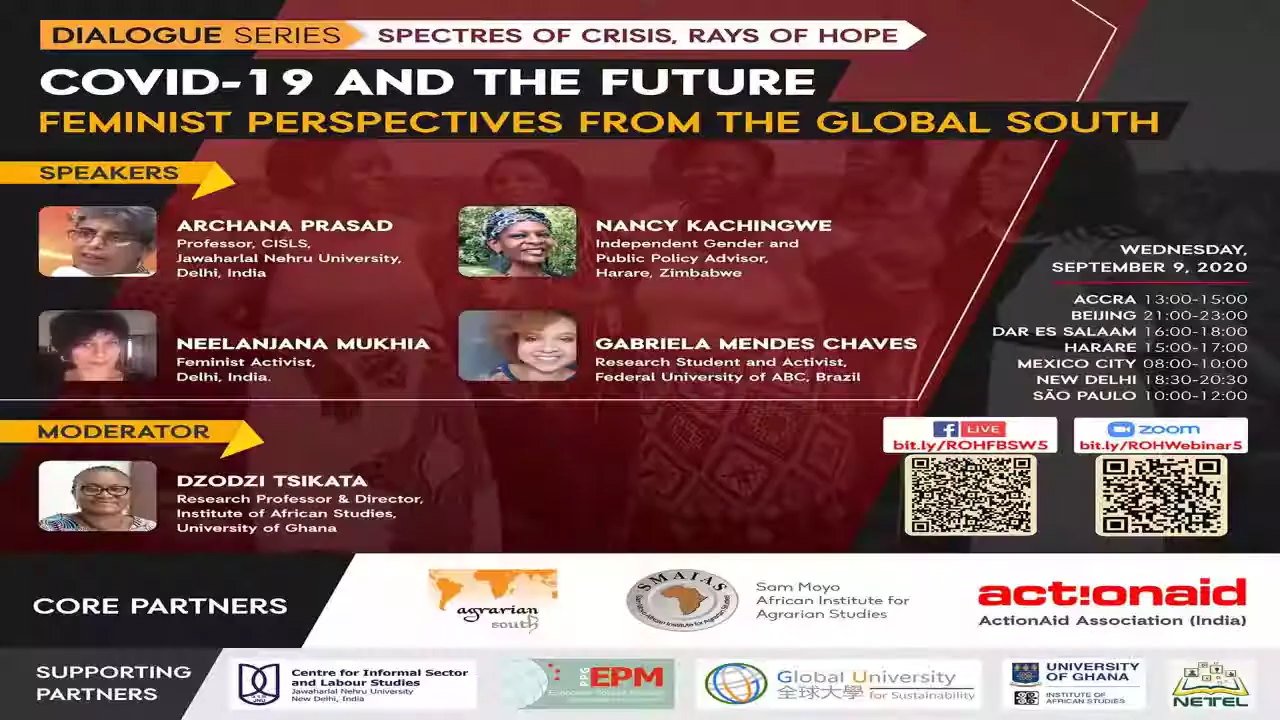 DIALOGUE SERIES SPECTRES OF CRISIS, RAYS OF HOPE
COVID-19 AND THE FUTURE
FEMINIST PERSPECTIVES FROM THE GLOBAL SOUTH
SPEAKERS
ARCHANA PRASAD
Professor, CISLS,
Jawaharlal Nehru University,
Delhi, India
NANCY KACHINGWE
Independent Gender and
Public Policy Advisor,
Harare, Zimbabwe
NEELANJANA MUKHIA
Feminist Activist,
Delhi, India.
GABRIELA MENDES CHAVES
Research Student and Activist,
Federal University of ABC, Brazil
WEDNESDAY,
SEPTEMBER 9, 2020
ACCRA 13:00-15:00
BEIJING 21:00-23:00
DAR ES SALAAM 16:00-18:00
HARARE 15:00-17:00
MEXICO CITY 08:00-10:00
NEW DELHI 18:30-20:30
SÃO PAULO 10:00-12:00
LIVE
bit.ly/ROHFBSW5
zoom
bit.ly/ROHWebinar5
MODERATOR
DZODZI TSIKATA
Research Professor & Director,
Institute of African Studies,
University of Ghana
CORE PARTNERS
agrarian
south
SMAIAS
Sam Moyo
African Institute for
Agrarian Studies
act!onaid
ActionAid Association (India)
SUPPORTING
PARTNERS
JNU
Centre for Informal Sector
and Labour Studies
Jawaharlal Nehru University
New Delhi, India
PPG
EPM
Global University
全球大學 for Sustainability
UNIVERSITY
OF GHANA
INSTITUTE OF
AFRICAN STUDIES
NETTEL